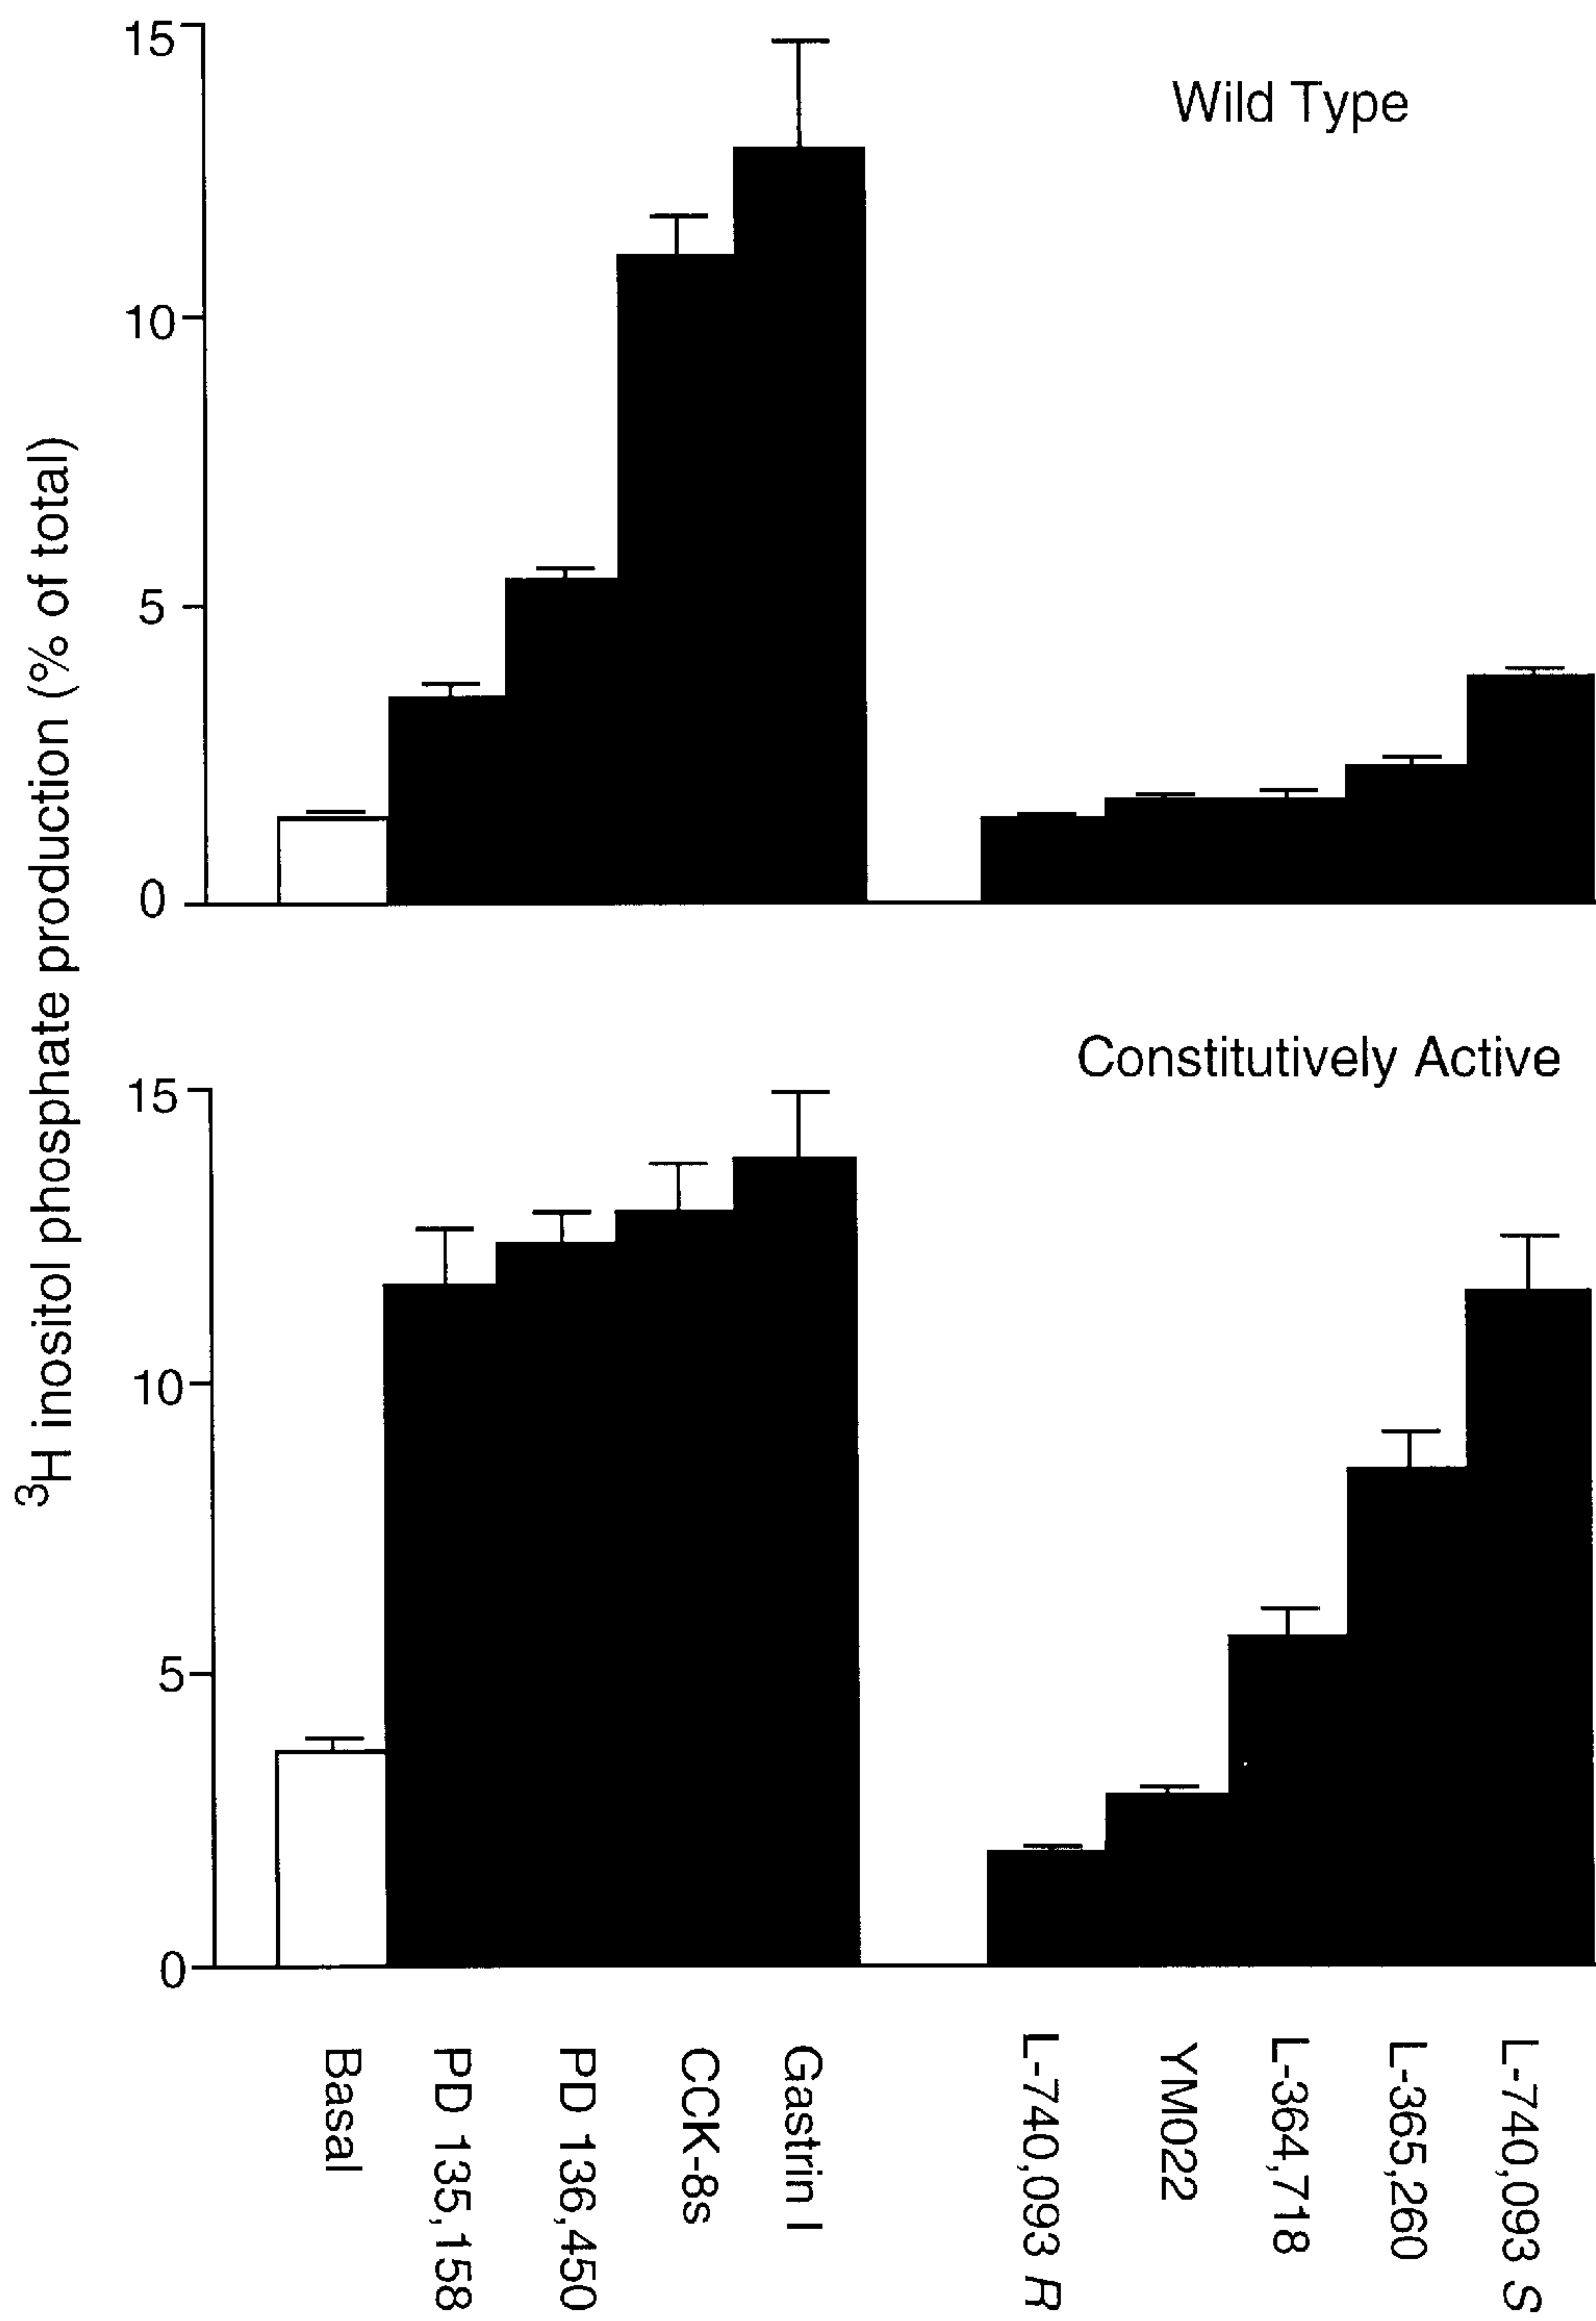 ³H inositol phosphate production (% of total)
Wild Type
15
10
5
0
Constitutively Active
15
10
5
0
Basal
PD 135,158
PD 136,450
CCK-8s
Gastrin I
L-740,093 R
YM022
L-364,718
L-365,260
L-740,093 S